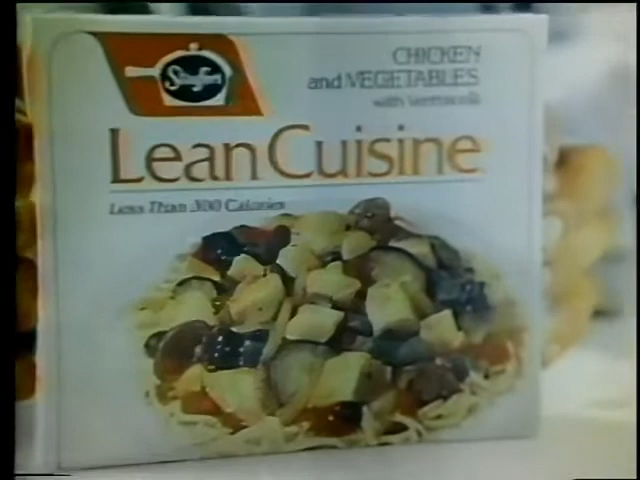 Stouffer's
CHICKEN
and VEGETABLES
with Vermicelli
Lean Cuisine
Less Than 300 Calories